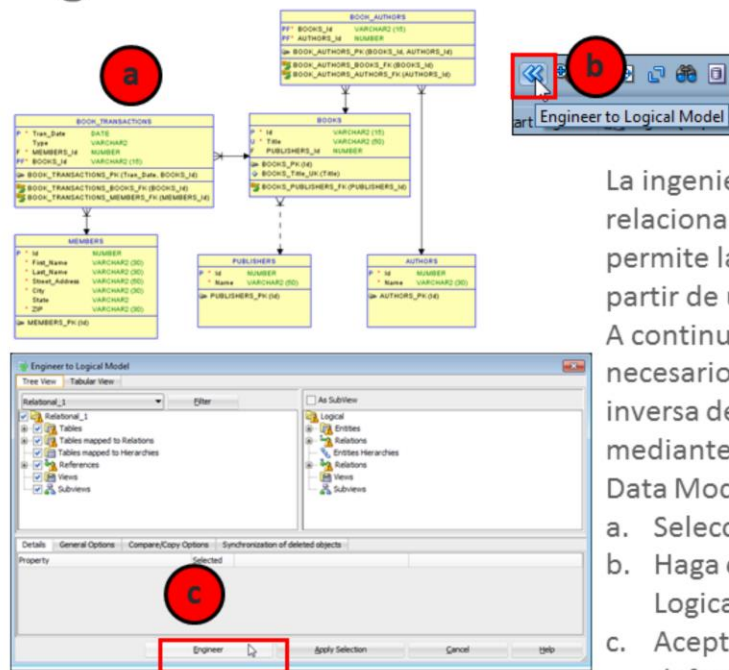 BOOK_AUTHORS
PF* BOOKS_Id VARCHAR2 (15)
PF* AUTHORS_Id NUMBER
BOOK_AUTHORS_PK (BOOKS_Id, AUTHORS_Id)
BOOK_AUTHORS_BOOKS_FK (BOOKS_Id)
BOOK_AUTHORS_AUTHORS_FK (AUTHORS_Id)
a
b
Engineer to Logical Model
BOOK_TRANSACTIONS
P * Tran_Date DATE
Type VARCHAR2
F * MEMBERS_Id NUMBER
PF* BOOKS_Id VARCHAR2 (15)
BOOK_TRANSACTIONS_PK (Tran_Date, BOOKS_Id)
BOOK_TRANSACTIONS_BOOKS_FK (BOOKS_Id)
BOOK_TRANSACTIONS_MEMBERS_FK (MEMBERS_Id)
BOOKS
P * Id VARCHAR2 (15)
U * Title VARCHAR2 (50)
F PUBLISHERS_Id NUMBER
BOOKS_PK (Id)
BOOKS_Title_UK (Title)
BOOKS_PUBLISHERS_FK (PUBLISHERS_Id)
MEMBERS
P * Id NUMBER
* First_Name VARCHAR2 (30)
* Last_Name VARCHAR2 (30)
* Street_Address VARCHAR2 (50)
* City VARCHAR2 (30)
State VARCHAR2
* ZIP VARCHAR2 (30)
MEMBERS_PK (Id)
PUBLISHERS
P * Id NUMBER
* Name VARCHAR2 (50)
PUBLISHERS_PK (Id)
AUTHORS
P * Id NUMBER
* Name VARCHAR2 (30)
AUTHORS_PK (Id)
La ingenie
relaciona
permite la
partir de
A continu
necesario
inversa de
mediante
Data Mod
a. Selecc
b. Haga
Logica
c. Acept
Engineer to Logical Model
Tree View Tabular View
Relational_1 Filter As SubView
Relational_1
Tables
Tables mapped to Relations
Tables mapped to Hierarchies
References
Views
Subviews
Logical
Entities
Relations
Entities Hierarchies
Relations
Views
Subviews
Details General Options Compare/Copy Options Synchronization of deleted objects
Property Selected
c
Engineer Apply Selection Cancel Help